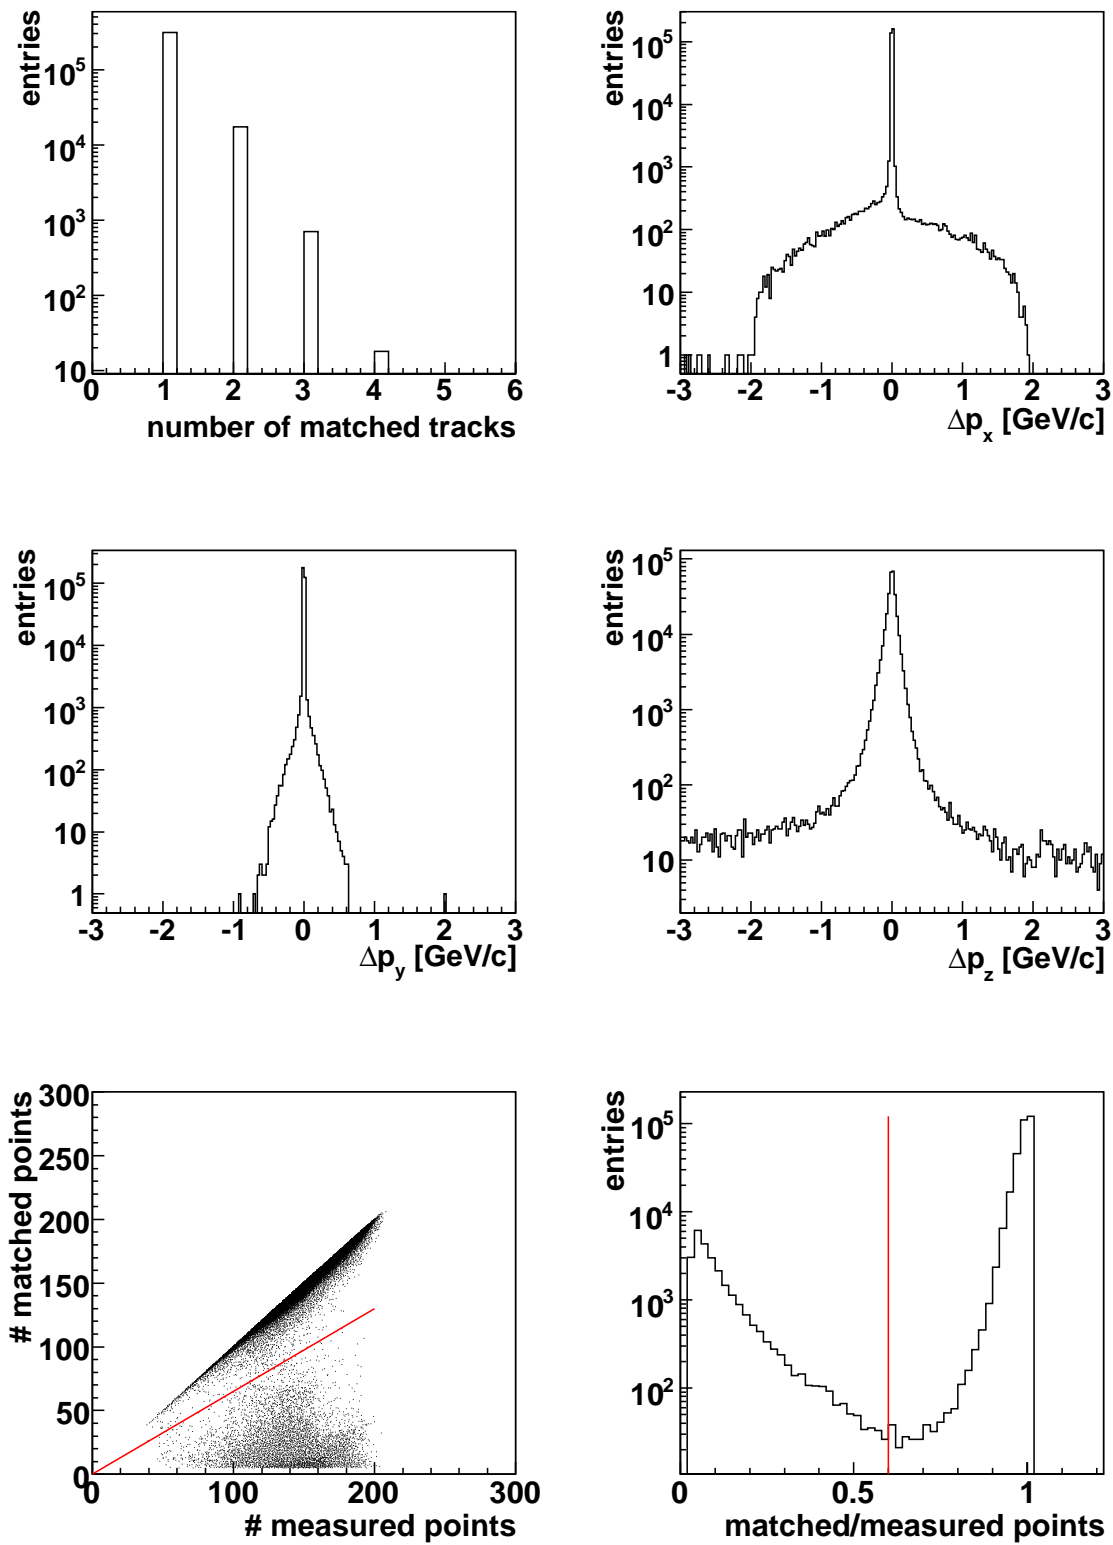 entries
10^5
10^4
10^3
10^2
10
0 1 2 3 4 5 6
number of matched tracks
entries
10^5
10^4
10^3
10^2
10
1
-3 -2 -1 0 1 2 3
Δp_x [GeV/c]
entries
10^5
10^4
10^3
10^2
10
1
-3 -2 -1 0 1 2 3
Δp_y [GeV/c]
entries
10^5
10^4
10^3
10^2
10
-3 -2 -1 0 1 2 3
Δp_z [GeV/c]
# matched points
300
250
200
150
100
50
0
0 100 200 300
# measured points
entries
10^5
10^4
10^3
10^2
0 0.5 1
matched/measured points